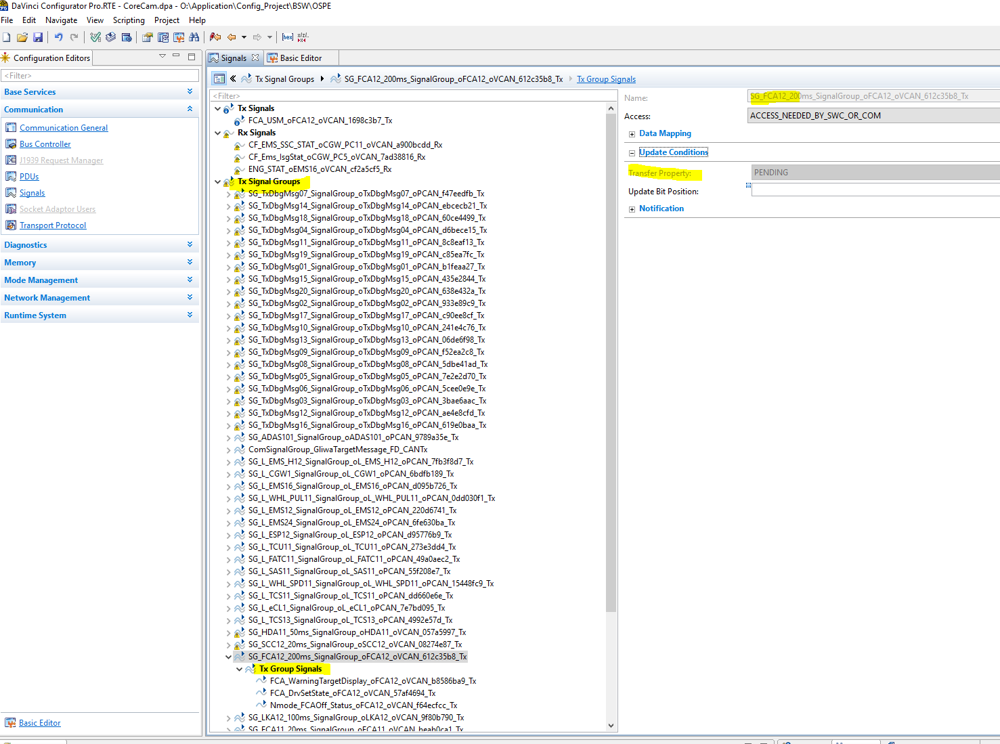 DaVinci Configurator Pro.RTE - CoreCam.dpa - O:\Application\Config_Project\BSW\OSPE
File Edit Navigate View Scripting Project Help
[hex]
Configuration Editors
<Filter>
Base Services
Communication
Communication General
Bus Controller
J1939 Request Manager
PDUs
Signals
Socket Adaptor Users
Transport Protocol
Diagnostics
Memory
Mode Management
Network Management
Runtime System
Basic Editor
Signals Basic Editor
Tx Signal Groups SG_FCA12_200ms_SignalGroup_oFCA12_oVCAN_612c35b8_Tx Tx Group Signals
<Filter>
Tx Signals
FCA_USM_oFCA12_oVCAN_1698c3b7_Tx
Rx Signals
CF_EMS_SSC_STAT_oCGW_PC11_oVCAN_a900bcdd_Rx
CF_Ems_IsgStat_oCGW_PC5_oVCAN_7ad38816_Rx
ENG_STAT_oEMS16_oVCAN_cf2a5cf5_Rx
Tx Signal Groups
SG_TxDbgMsg07_SignalGroup_oTxDbgMsg07_oPCAN_f47eedfb_Tx
SG_TxDbgMsg14_SignalGroup_oTxDbgMsg14_oPCAN_ebcecb21_Tx
SG_TxDbgMsg18_SignalGroup_oTxDbgMsg18_oPCAN_60ce4499_Tx
SG_TxDbgMsg04_SignalGroup_oTxDbgMsg04_oPCAN_d6bece15_Tx
SG_TxDbgMsg11_SignalGroup_oTxDbgMsg11_oPCAN_8c8eaf13_Tx
SG_TxDbgMsg19_SignalGroup_oTxDbgMsg19_oPCAN_c85ea7fc_Tx
SG_TxDbgMsg01_SignalGroup_oTxDbgMsg01_oPCAN_b1feaa27_Tx
SG_TxDbgMsg15_SignalGroup_oTxDbgMsg15_oPCAN_435e2844_Tx
SG_TxDbgMsg20_SignalGroup_oTxDbgMsg20_oPCAN_638e432a_Tx
SG_TxDbgMsg02_SignalGroup_oTxDbgMsg02_oPCAN_933e89c9_Tx
SG_TxDbgMsg17_SignalGroup_oTxDbgMsg17_oPCAN_c90ee8cf_Tx
SG_TxDbgMsg10_SignalGroup_oTxDbgMsg10_oPCAN_241e4c76_Tx
SG_TxDbgMsg13_SignalGroup_oTxDbgMsg13_oPCAN_06de6f98_Tx
SG_TxDbgMsg09_SignalGroup_oTxDbgMsg09_oPCAN_f52ea2c8_Tx
SG_TxDbgMsg08_SignalGroup_oTxDbgMsg08_oPCAN_5dbe41ad_Tx
SG_TxDbgMsg05_SignalGroup_oTxDbgMsg05_oPCAN_7e2e2d70_Tx
SG_TxDbgMsg06_SignalGroup_oTxDbgMsg06_oPCAN_5cee0e9e_Tx
SG_TxDbgMsg03_SignalGroup_oTxDbgMsg03_oPCAN_3bae6aac_Tx
SG_TxDbgMsg12_SignalGroup_oTxDbgMsg12_oPCAN_ae4e8cfd_Tx
SG_TxDbgMsg16_SignalGroup_oTxDbgMsg16_oPCAN_619e0baa_Tx
SG_ADAS101_SignalGroup_oADAS101_oPCAN_9789a35e_Tx
ComSignalGroup_GliwaTargetMessage_FD_CANTx
SG_L_EMS_H12_SignalGroup_oL_EMS_H12_oPCAN_7fb3f8d7_Tx
SG_L_CGW1_SignalGroup_oL_CGW1_oPCAN_6bdfb189_Tx
SG_L_EMS16_SignalGroup_oL_EMS16_oPCAN_d095b726_Tx
SG_L_WHL_PUL11_SignalGroup_oL_WHL_PUL11_oPCAN_0dd030f1_Tx
SG_L_EMS12_SignalGroup_oL_EMS12_oPCAN_220d6741_Tx
SG_L_EMS24_SignalGroup_oL_EMS24_oPCAN_6fe630ba_Tx
SG_L_ESP12_SignalGroup_oL_ESP12_oPCAN_d95776b9_Tx
SG_L_TCU11_SignalGroup_oL_TCU11_oPCAN_273e3dd4_Tx
SG_L_FATC11_SignalGroup_oL_FATC11_oPCAN_49a0aec2_Tx
SG_L_SAS11_SignalGroup_oL_SAS11_oPCAN_55f208e7_Tx
SG_L_WHL_SPD11_SignalGroup_oL_WHL_SPD11_oPCAN_15448fc9_Tx
SG_L_TCS11_SignalGroup_oL_TCS11_oPCAN_dd660e6e_Tx
SG_L_eCL1_SignalGroup_oL_eCL1_oPCAN_7e7bd095_Tx
SG_L_TCS13_SignalGroup_oL_TCS13_oPCAN_4992e57d_Tx
SG_HDA11_50ms_SignalGroup_oHDA11_oVCAN_057a5997_Tx
SG_SCC12_20ms_SignalGroup_oSCC12_oVCAN_08274e87_Tx
SG_FCA12_200ms_SignalGroup_oFCA12_oVCAN_612c35b8_Tx
Tx Group Signals
FCA_WarningTargetDisplay_oFCA12_oVCAN_b8586ba9_Tx
FCA_DrvSetState_oFCA12_oVCAN_57af4694_Tx
Nmode_FCAOff_Status_oFCA12_oVCAN_f64ecfcc_Tx
SG_LKA12_100ms_SignalGroup_oLKA12_oVCAN_9f80b790_Tx
SG_FCA11_20ms_SignalGroup_oFCA11_oVCAN_beab0ca1_Tx
Name: SG_FCA12_200ms_SignalGroup_oFCA12_oVCAN_612c35b8_Tx
Access: ACCESS_NEEDED_BY_SWC_OR_COM
Data Mapping
Update Conditions
Transfer Property: PENDING
Update Bit Position:
Notification